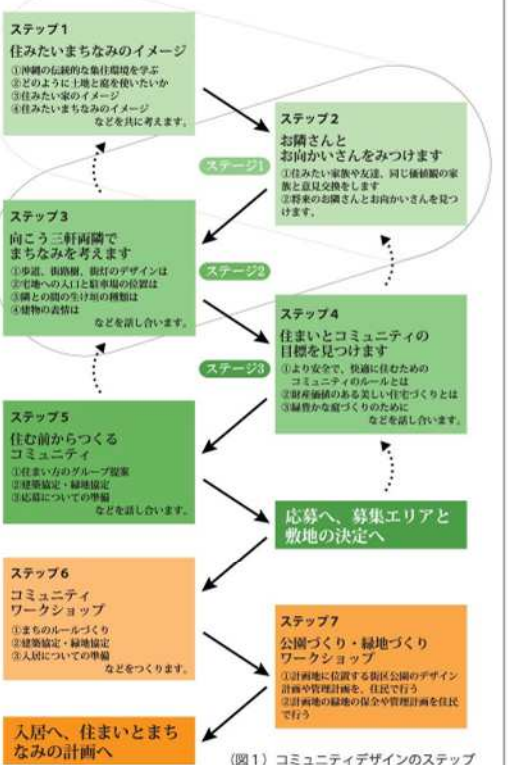 ステップ1
住みたいまちなみのイメージ
①沖縄の伝統的な集住環境を学ぶ
②どのように土地と庭を使いたいか
③住みたい家のイメージ
④住みたいまちなみのイメージ
などを共に考えます。
ステップ2
お隣さんと
お向かいさんをみつけます
①住みたい家族や友達、同じ価値観の家
族と意見交換をします
②将来のお隣さんとお向かいさんを見つ
けます。
ステージ1
ステップ3
向こう三軒両隣で
まちなみを考えます
①歩道、街路樹、街灯のデザインは
②宅地への入口と駐車場の位置は
③隣との間の生け垣の種類は
④建物の表情は
などを話し合います。
ステージ2
ステップ4
住まいとコミュニティの
目標を見つけます
①より安全で、快適に住むための
コミュニティのルールとは
②財産価値のある美しい住宅づくりとは
③緑豊かな庭づくりのために
などを話し合います。
ステージ3
ステップ5
住む前からつくる
コミュニティ
①住まい方のグループ提案
②建築協定・緑地協定
③応募についての準備
などを話し合います。
応募へ、募集エリアと
敷地の決定へ
ステップ6
コミュニティ
ワークショップ
①まちのルールづくり
②建築協定・緑地協定
③入居についての準備
などをつくります。
ステップ7
公園づくり・緑地づくり
ワークショップ
①計画地に位置する街区公園のデザイン
計画や管理計画を、住民で行う
②計画地の緑地の保全や管理計画を住民
で行う
入居へ、住まいとまち
なみの計画へ
(図1) コミュニティデザインのステップ